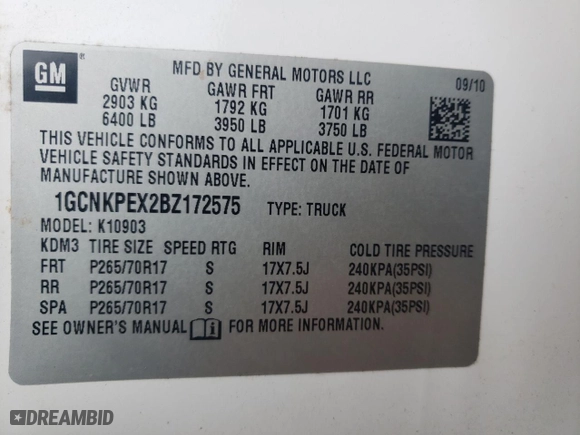 GM ®
MFD BY GENERAL MOTORS LLC
09/10
GVWR GAWR FRT GAWR RR
2903 KG 1792 KG 1701 KG
6400 LB 3950 LB 3750 LB
THIS VEHICLE CONFORMS TO ALL APPLICABLE U.S. FEDERAL MOTOR
VEHICLE SAFETY STANDARDS IN EFFECT ON THE DATE OF
MANUFACTURE SHOWN ABOVE.
1GCNKPEX2BZ172575 TYPE: TRUCK
MODEL: K10903
KDM3 TIRE SIZE SPEED RTG RIM COLD TIRE PRESSURE
FRT P265/70R17 S 17X7.5J 240KPA(35PSI)
RR P265/70R17 S 17X7.5J 240KPA(35PSI)
SPA P265/70R17 S 17X7.5J 240KPA(35PSI)
SEE OWNER'S MANUAL FOR MORE INFORMATION.
DREAMBID